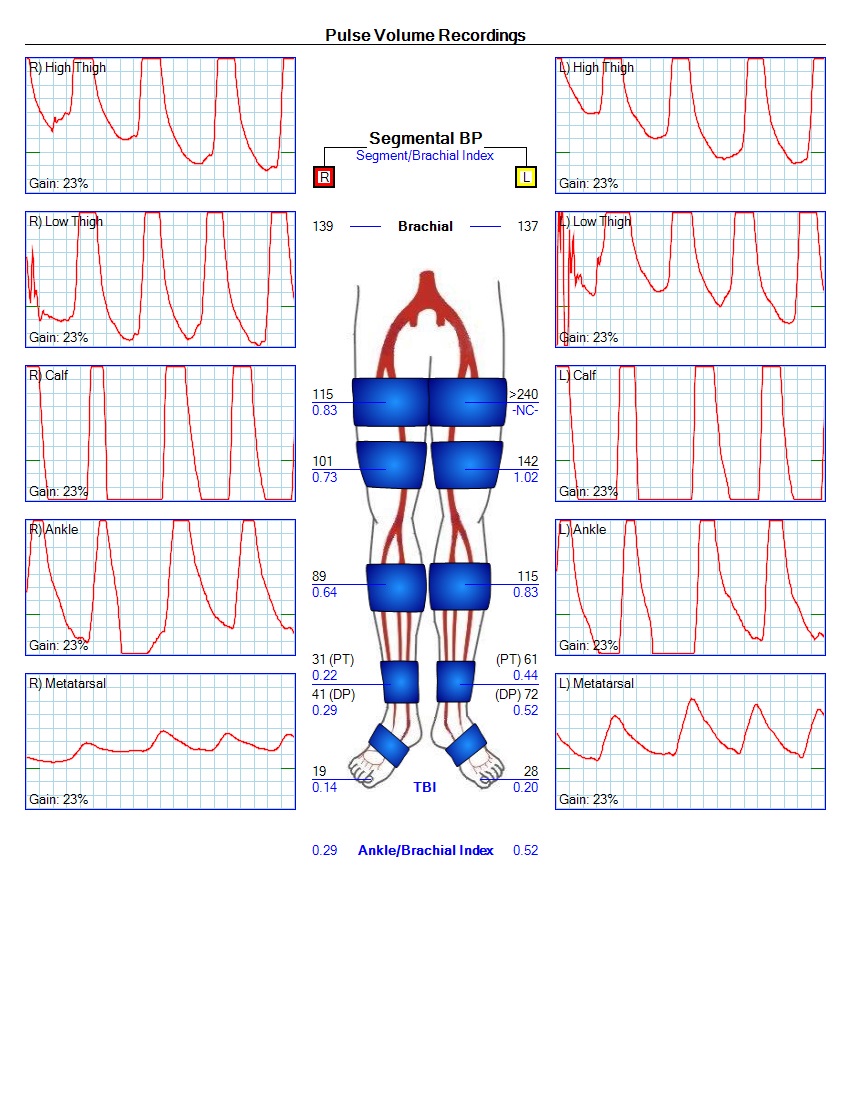 Pulse Volume Recordings
R) High Thigh
Gain: 23%
R) Low Thigh
Gain: 23%
R) Calf
Gain: 23%
R) Ankle
Gain: 23%
R) Metatarsal
Gain: 23%
Segmental BP
Segment/Brachial Index
R
L
139 Brachial 137
115
0.83
>240
-NC-
101
0.73
142
1.02
89
0.64
115
0.83
31 (PT)
0.22
41 (DP)
0.29
(PT) 61
0.44
(DP) 72
0.52
19
0.14
TBI
28
0.20
0.29 Ankle/Brachial Index 0.52
L) High Thigh
Gain: 23%
L) Low Thigh
Gain: 23%
L) Calf
Gain: 23%
L) Ankle
Gain: 23%
L) Metatarsal
Gain: 23%